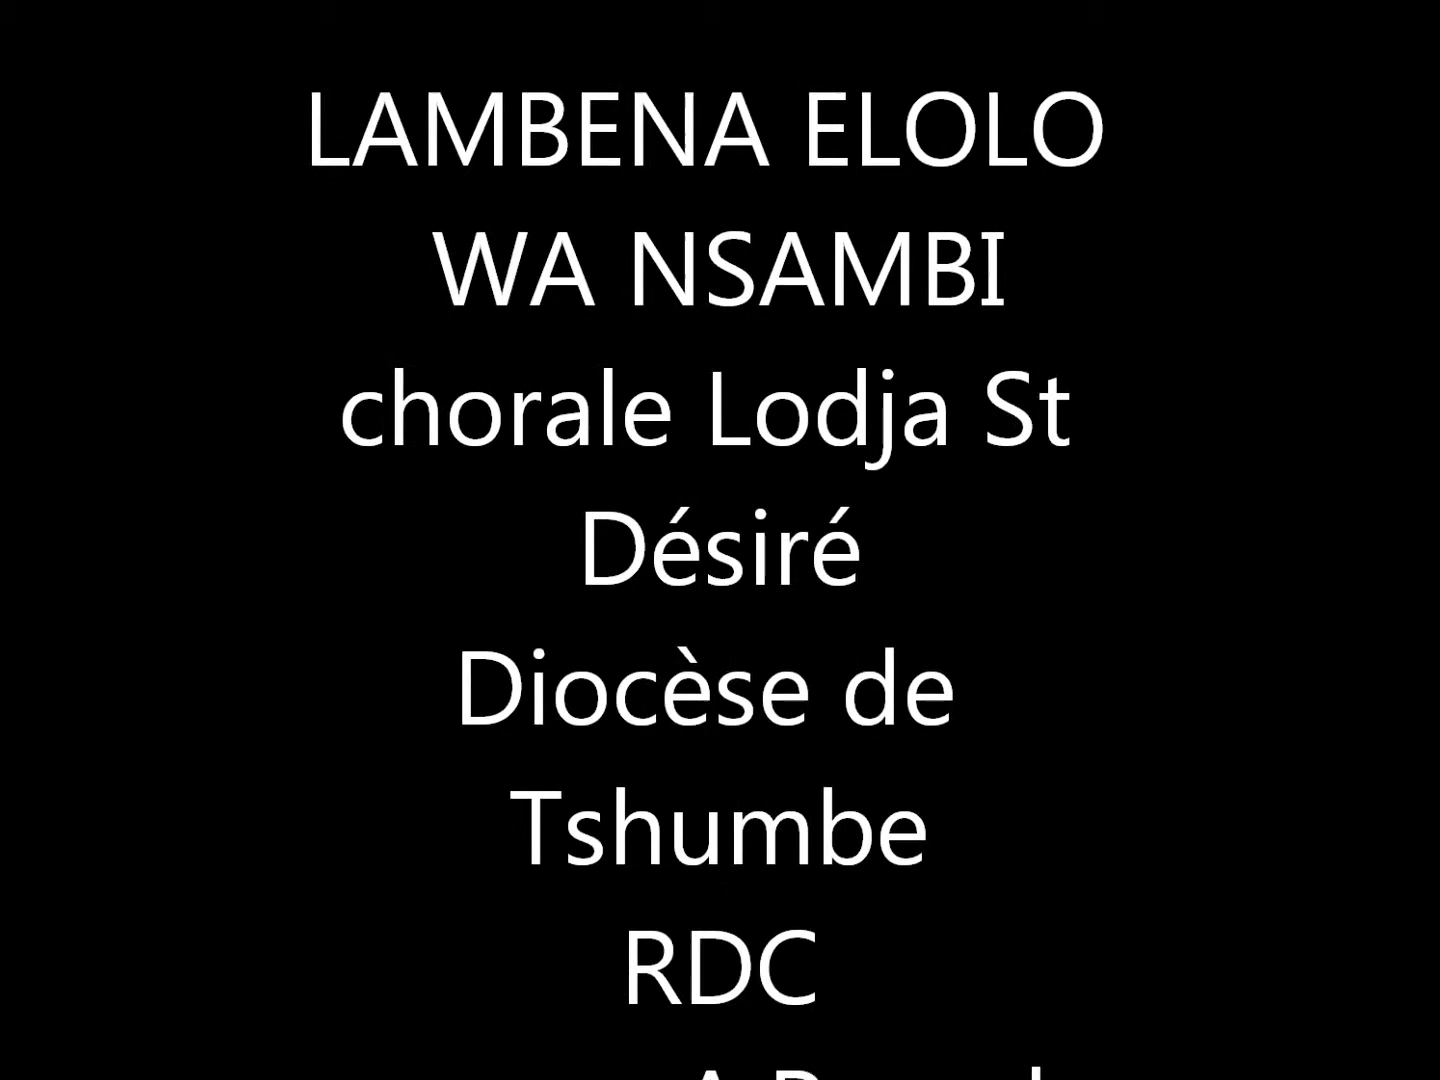 LAMBENA ELOLO
WA NSAMBI
chorale Lodja St
Désiré
Diocèse de
Tshumbe
RDC